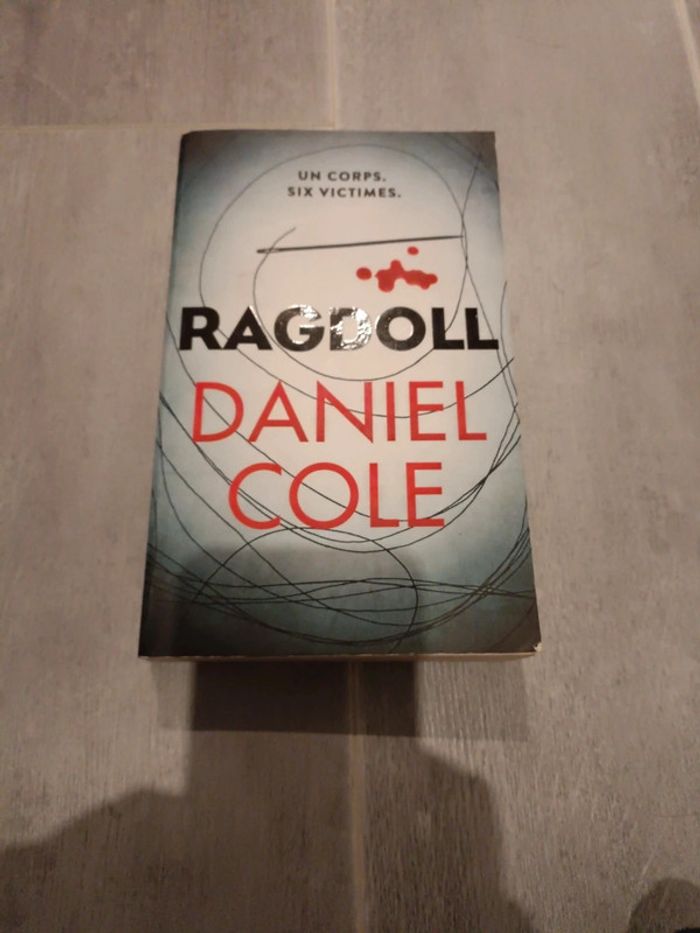 UN CORPS.
SIX VICTIMES.
RAGDOLL
DANIEL
COLE